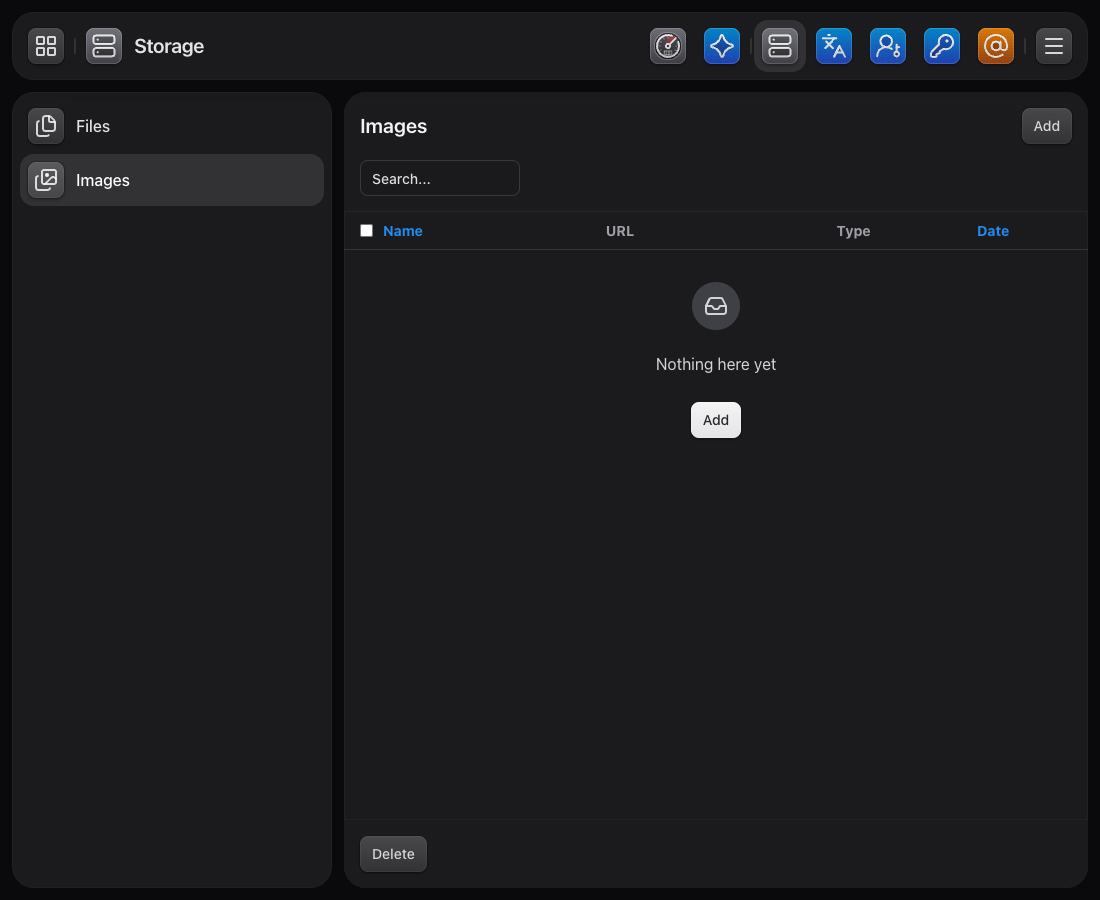 Storage
Files
Images
Images
Add
Search...
Name URL Type Date
Nothing here yet
Add
Delete